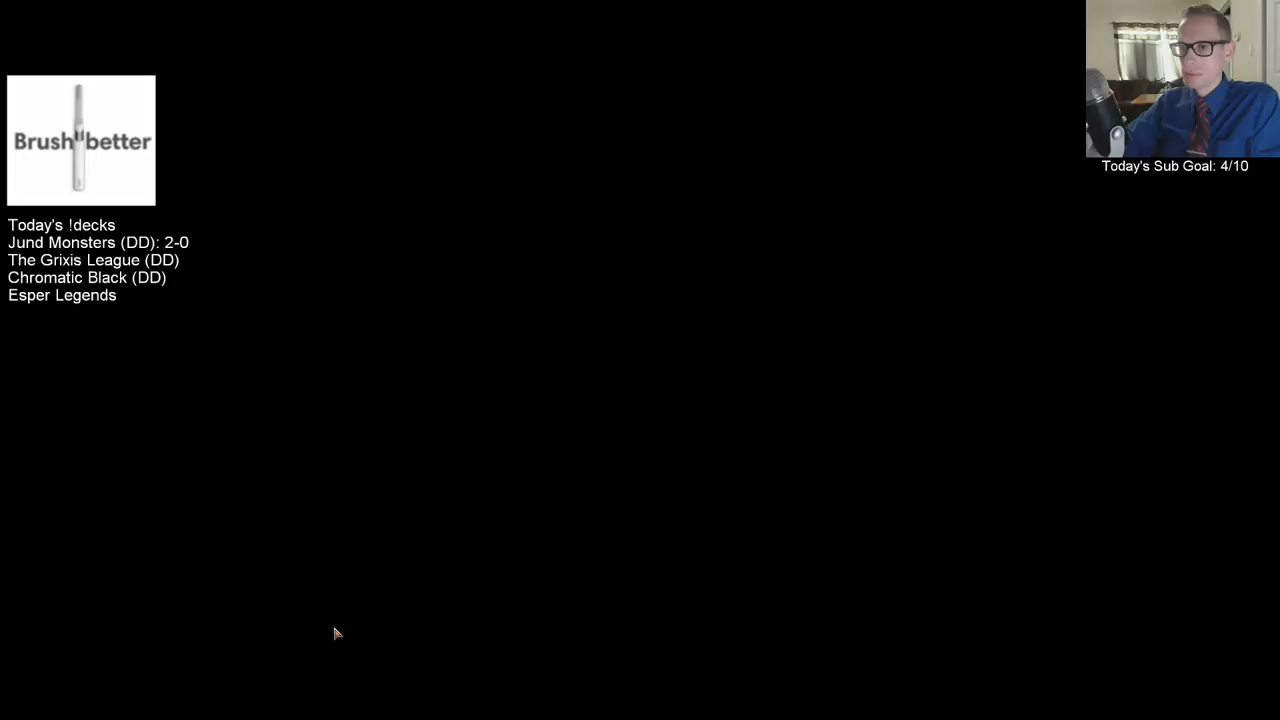 Brush better
Today's !decks
Jund Monsters (DD): 2-0
The Grixis League (DD)
Chromatic Black (DD)
Esper Legends
Today's Sub Goal: 4/10